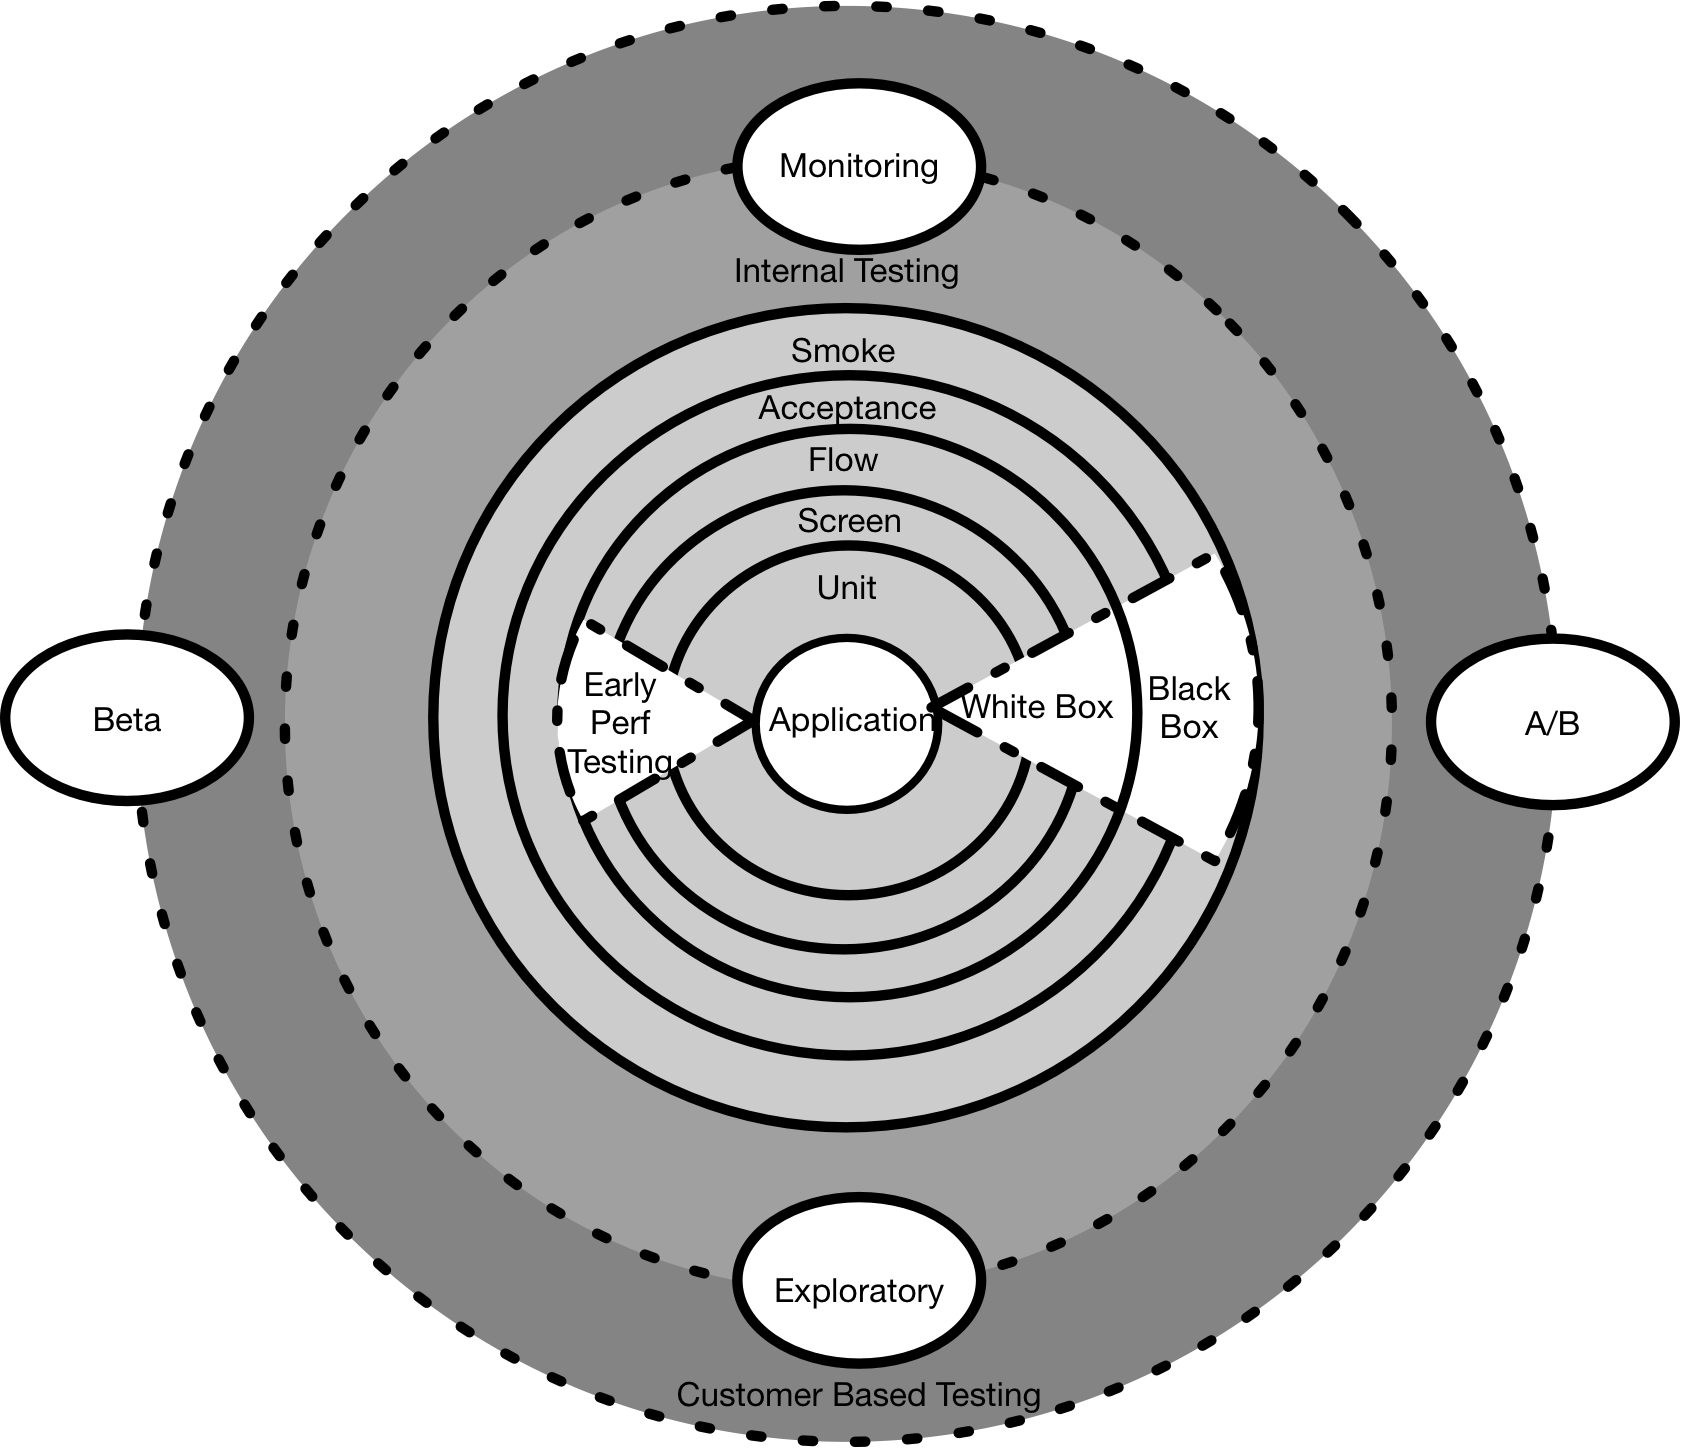 Monitoring
Internal Testing
Smoke
Acceptance
Flow
Screen
Unit
Early
Perf
Testing
Application
White Box
Black
Box
Beta
A/B
Exploratory
Customer Based Testing